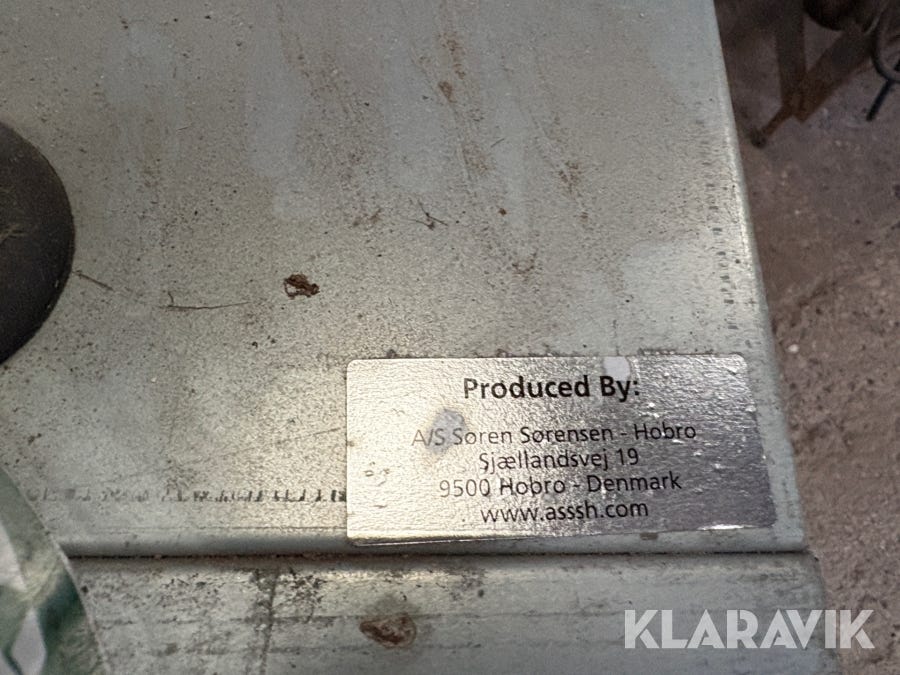 Produced By:
A/S Søren Sørensen - Hobro
Sjællandsvej 19
9500 Hobro - Denmark
www.asssh.com
KLARAVIK